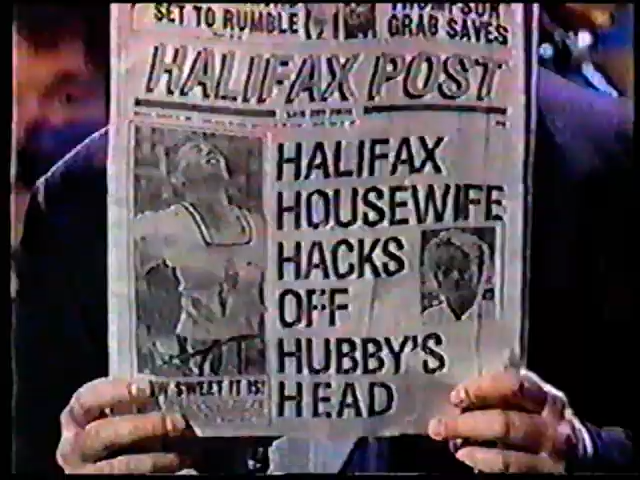 SET TO RUMBLE
GRAB SAVES
HALIFAX POST
HALIFAX
HOUSEWIFE
HACKS
OFF
HUBBY'S
HEAD
SWEET IT IS!